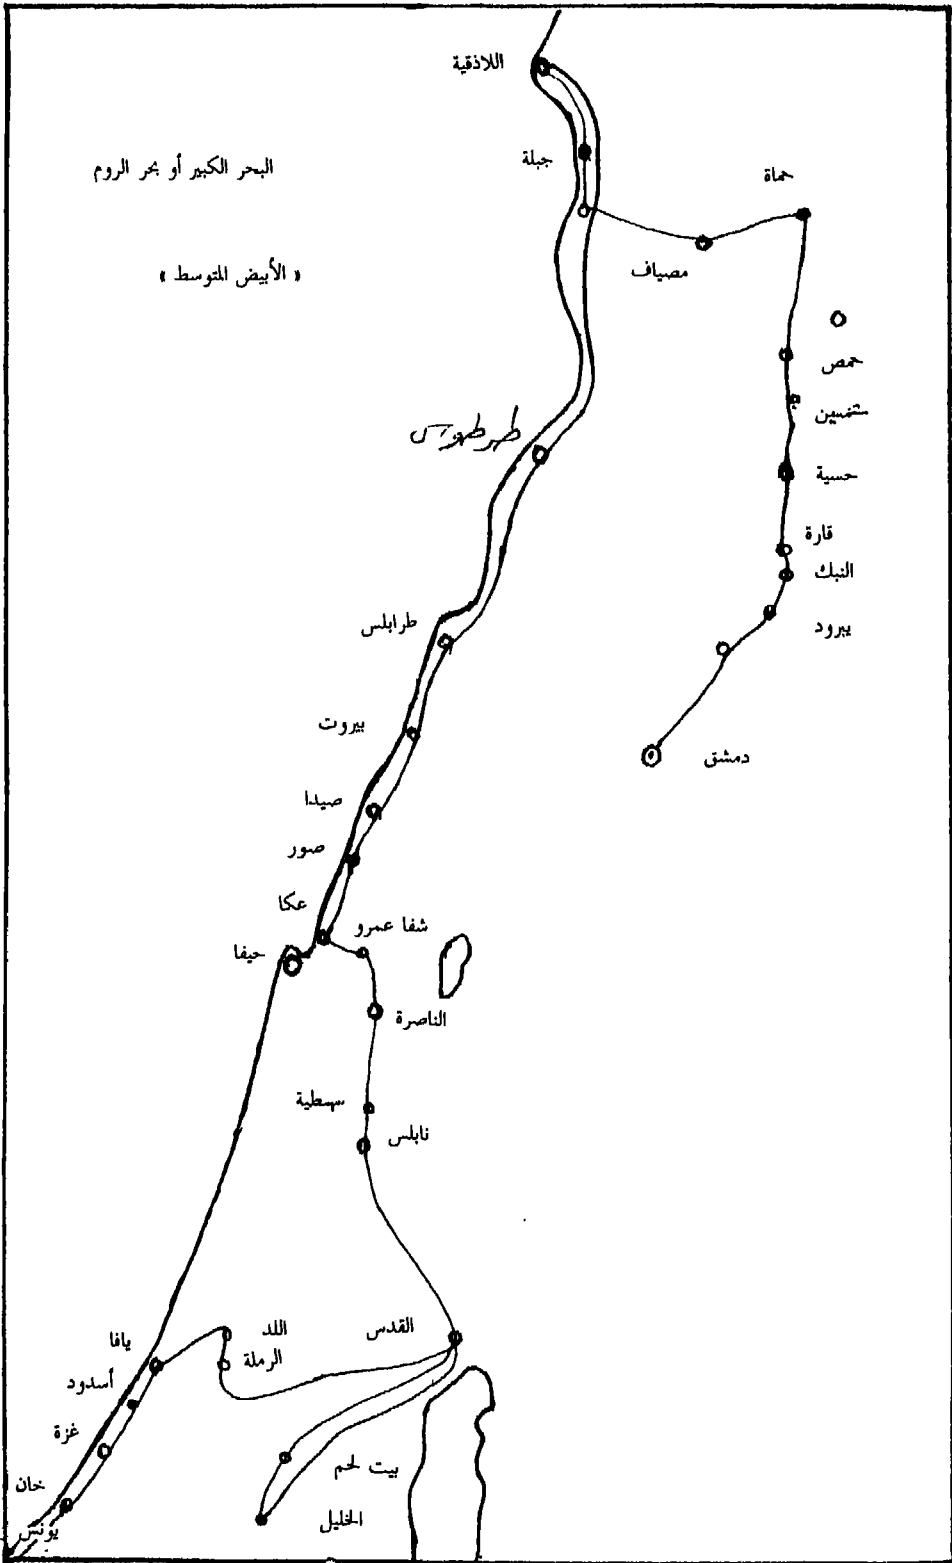 اللاذقية
جبلة
البحر الكبير أو بحر الروم
حماة
« الأبيض المتوسط »
مصياف
حمص
شنمسين
طرطوس
حسية
قارة
النبك
طرابلس
يبرود
بيروت
دمشق
صيدا
صور
عكا
شفا عمرو
حيفا
الناصرة
سبسطية
نابلس
القدس
اللد
يافا
الرملة
أسدود
غزة
بيت لحم
خان
الخليل
يونس